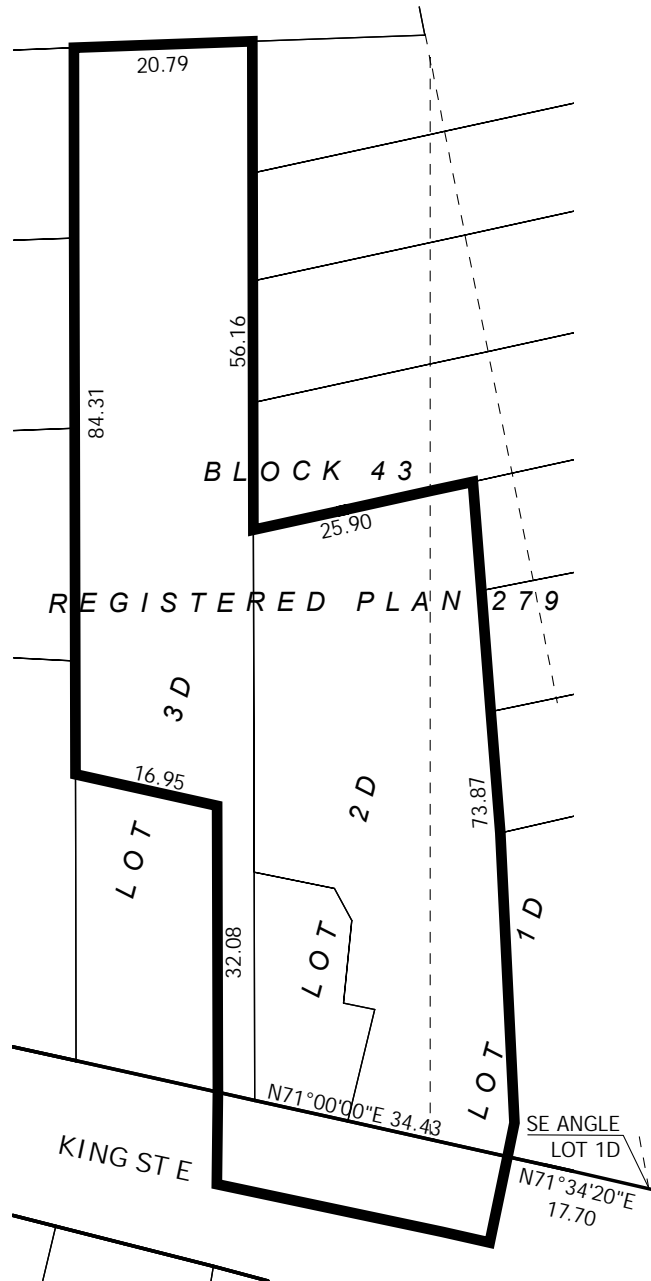 20.79
56.16
84.31
BLOCK 43
25.90
REGISTERED PLAN 279
3D
16.95
2D
73.87
LOT
1D
32.08
LOT
LOT
N71°00'00"E 34.43
SE ANGLE
LOT 1D
KING ST E
N71°34'20"E
17.70